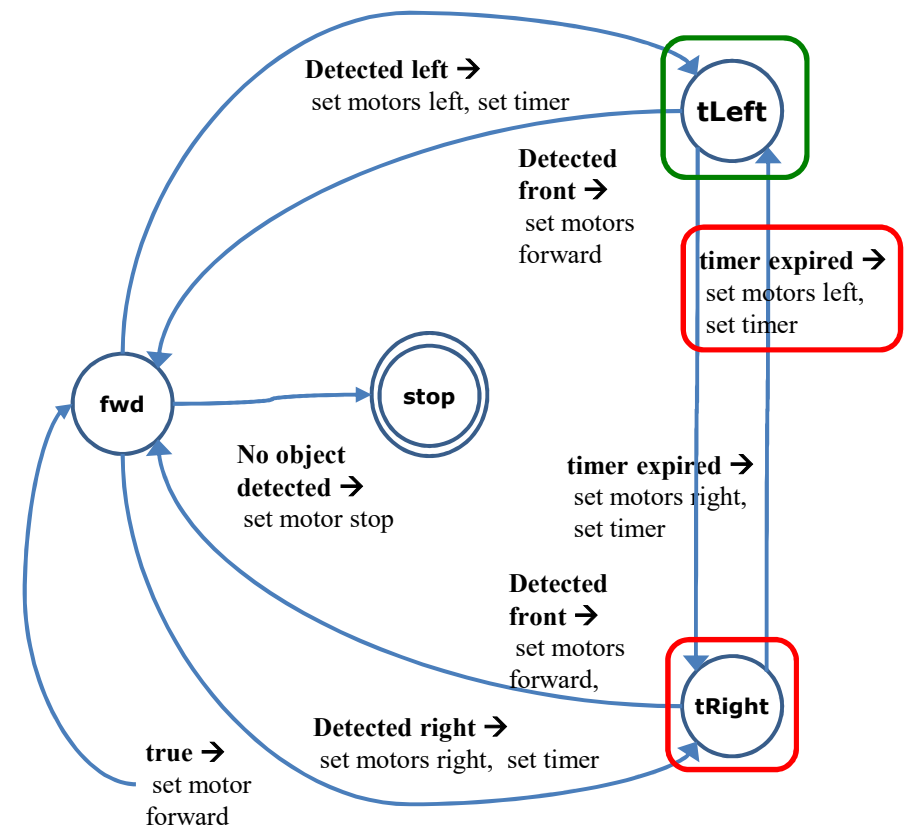 Detected left →
set motors left, set timer
tLeft
Detected
front →
set motors
forward
timer expired →
set motors left,
set timer
fwd
stop
No object
detected →
set motor stop
timer expired →
set motors right,
set timer
Detected
front →
set motors
forward,
tRight
Detected right →
set motors right, set timer
true →
set motor
forward